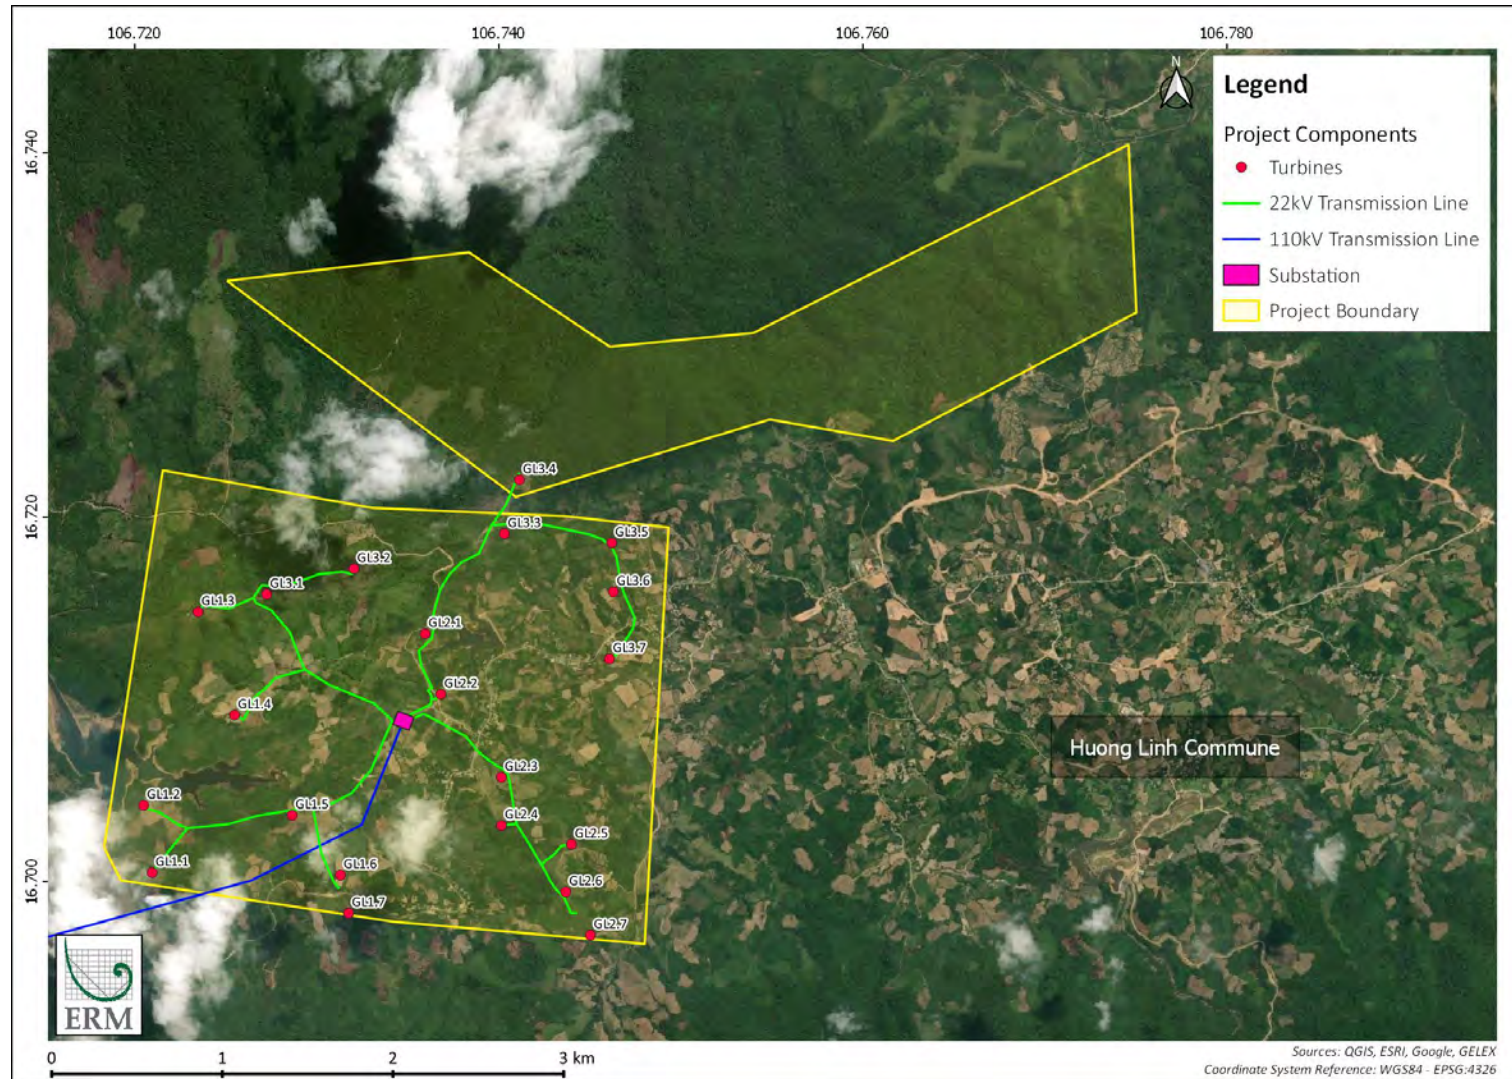 106.720
106.740
106.760
106.780
N
16.740
16.720
16.700
Legend
Project Components
Turbines
22kV Transmission Line
110kV Transmission Line
Substation
Project Boundary
GL3.4
GL3.3
GL3.5
GL3.2
GL3.1
GL3.6
GL1.3
GL2.1
GL3.7
GL2.2
GL1.4
Huong Linh Commune
GL2.3
GL1.2
GL1.5
GL2.4
GL2.5
GL1.1
GL1.6
GL2.6
GL1.7
GL2.7
ERM
0 1 2 3 km
Sources: QGIS, ESRI, Google, GELEX
Coordinate System Reference: WGS84 - EPSG:4326